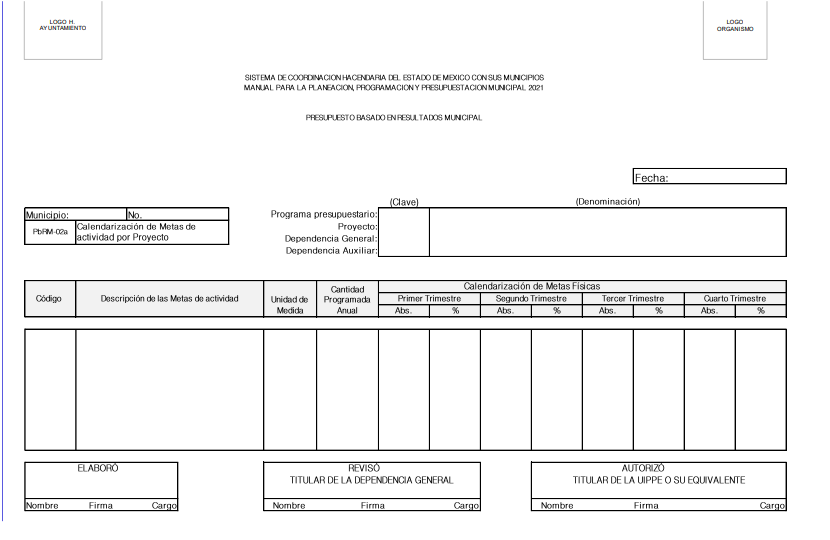 LOGO H.
AYUNTAMIENTO
LOGO
ORGANISMO
SISTEMA DE COORDINACION HACENDARIA DEL ESTADO DE MEXICO CON SUS MUNICIPIOS
MANUAL PARA LA PLANEACION, PROGRAMACION Y PRESUPUESTACION MUNICIPAL 2021
PRESUPUESTO BASADO EN RESULTADOS MUNICIPAL
Fecha:
(Clave) (Denominación)
Municipio: No.
PbRM-02a Calendarización de Metas de
actividad por Proyecto
Programa presupuestario:
Proyecto:
Dependencia General:
Dependencia Auxiliar:
Código Descripción de las Metas de actividad Unidad de
Medida
Cantidad
Programada
Anual
Calendarización de Metas Físicas
Primer Trimestre Segundo Trimestre Tercer Trimestre Cuarto Trimestre
Abs. % Abs. % Abs. % Abs. %
ELABORÓ
Nombre Firma Cargo
REVISÓ
TITULAR DE LA DEPENDENCIA GENERAL
Nombre Firma Cargo
AUTORIZÓ
TITULAR DE LA UIPPE O SU EQUIVALENTE
Nombre Firma Cargo